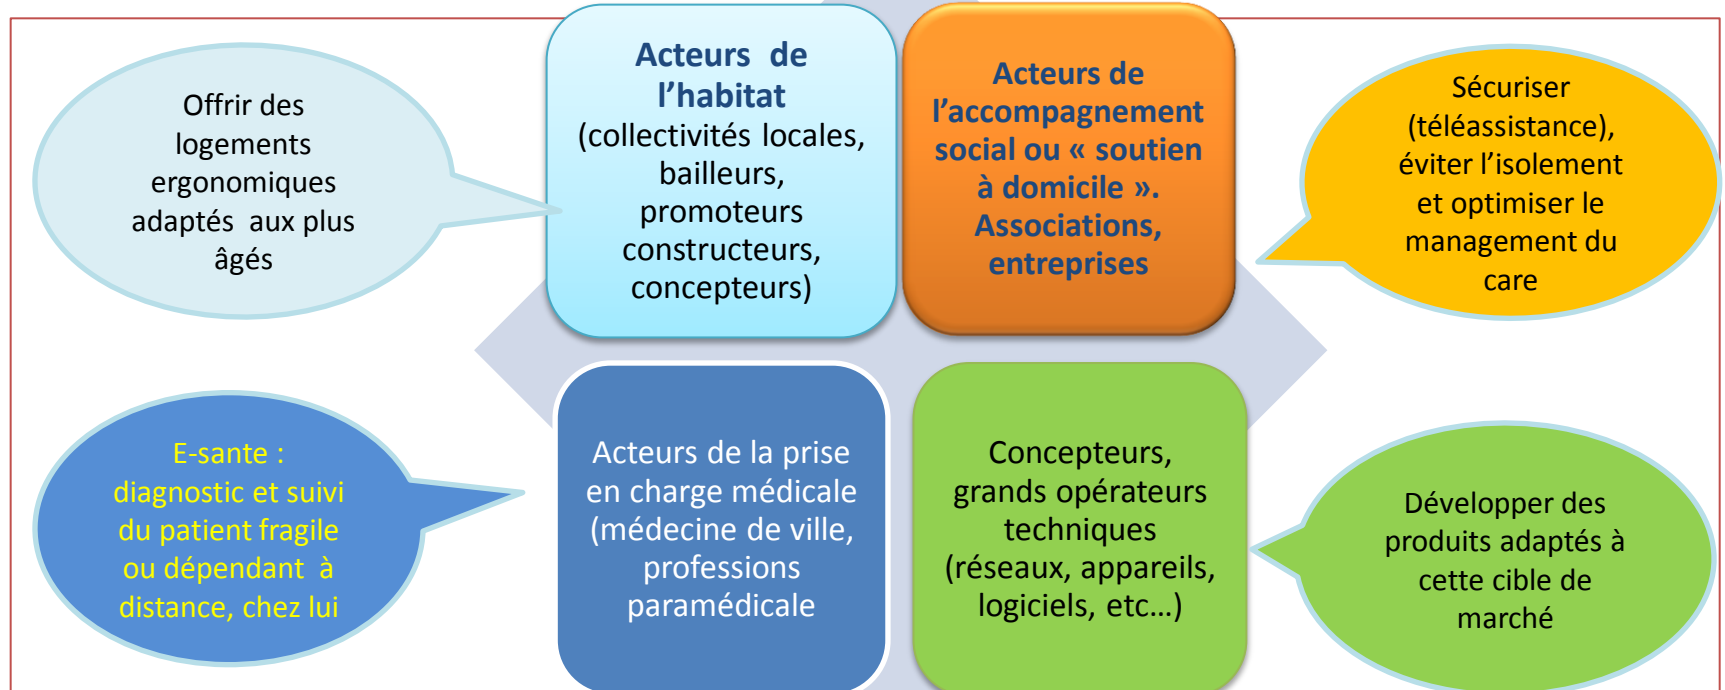 Offrir des
logements
ergonomiques
adaptés aux plus
âgés
Acteurs de
l’habitat
(collectivités locales,
bailleurs,
promoteurs
constructeurs,
concepteurs)
Acteurs de
l’accompagnement
social ou « soutien
à domicile ».
Associations,
entreprises
Sécuriser
(téléassistance),
éviter l’isolement
et optimiser le
management du
care
E-sante :
diagnostic et suivi
du patient fragile
ou dépendant à
distance, chez lui
Acteurs de la prise
en charge médicale
(médecine de ville,
professions
paramédicale
Concepteurs,
grands opérateurs
techniques
(réseaux, appareils,
logiciels, etc…)
Développer des
produits adaptés à
cette cible de
marché